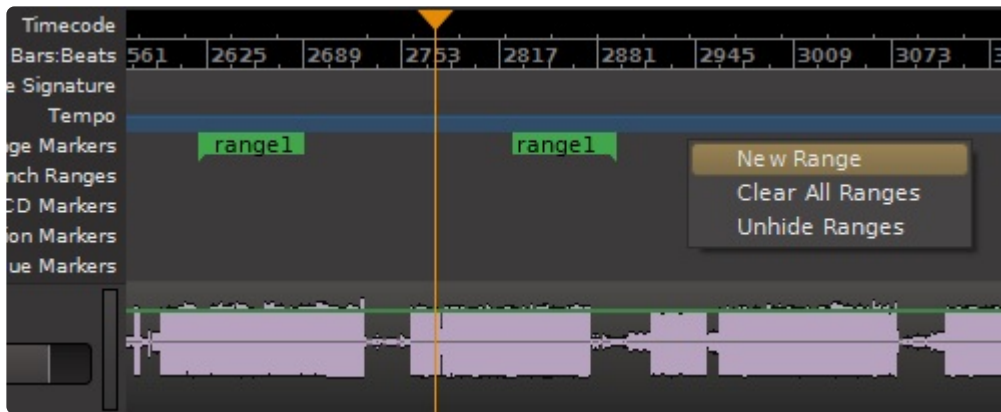 Timecode
Bars:Beats 561 2625 2689 2753 2817 2881 2945 3009 3073 3
e Signature
Tempo
ge Markers range1 range1
nch Ranges
CD Markers
ion Markers
ue Markers
New Range
Clear All Ranges
Unhide Ranges